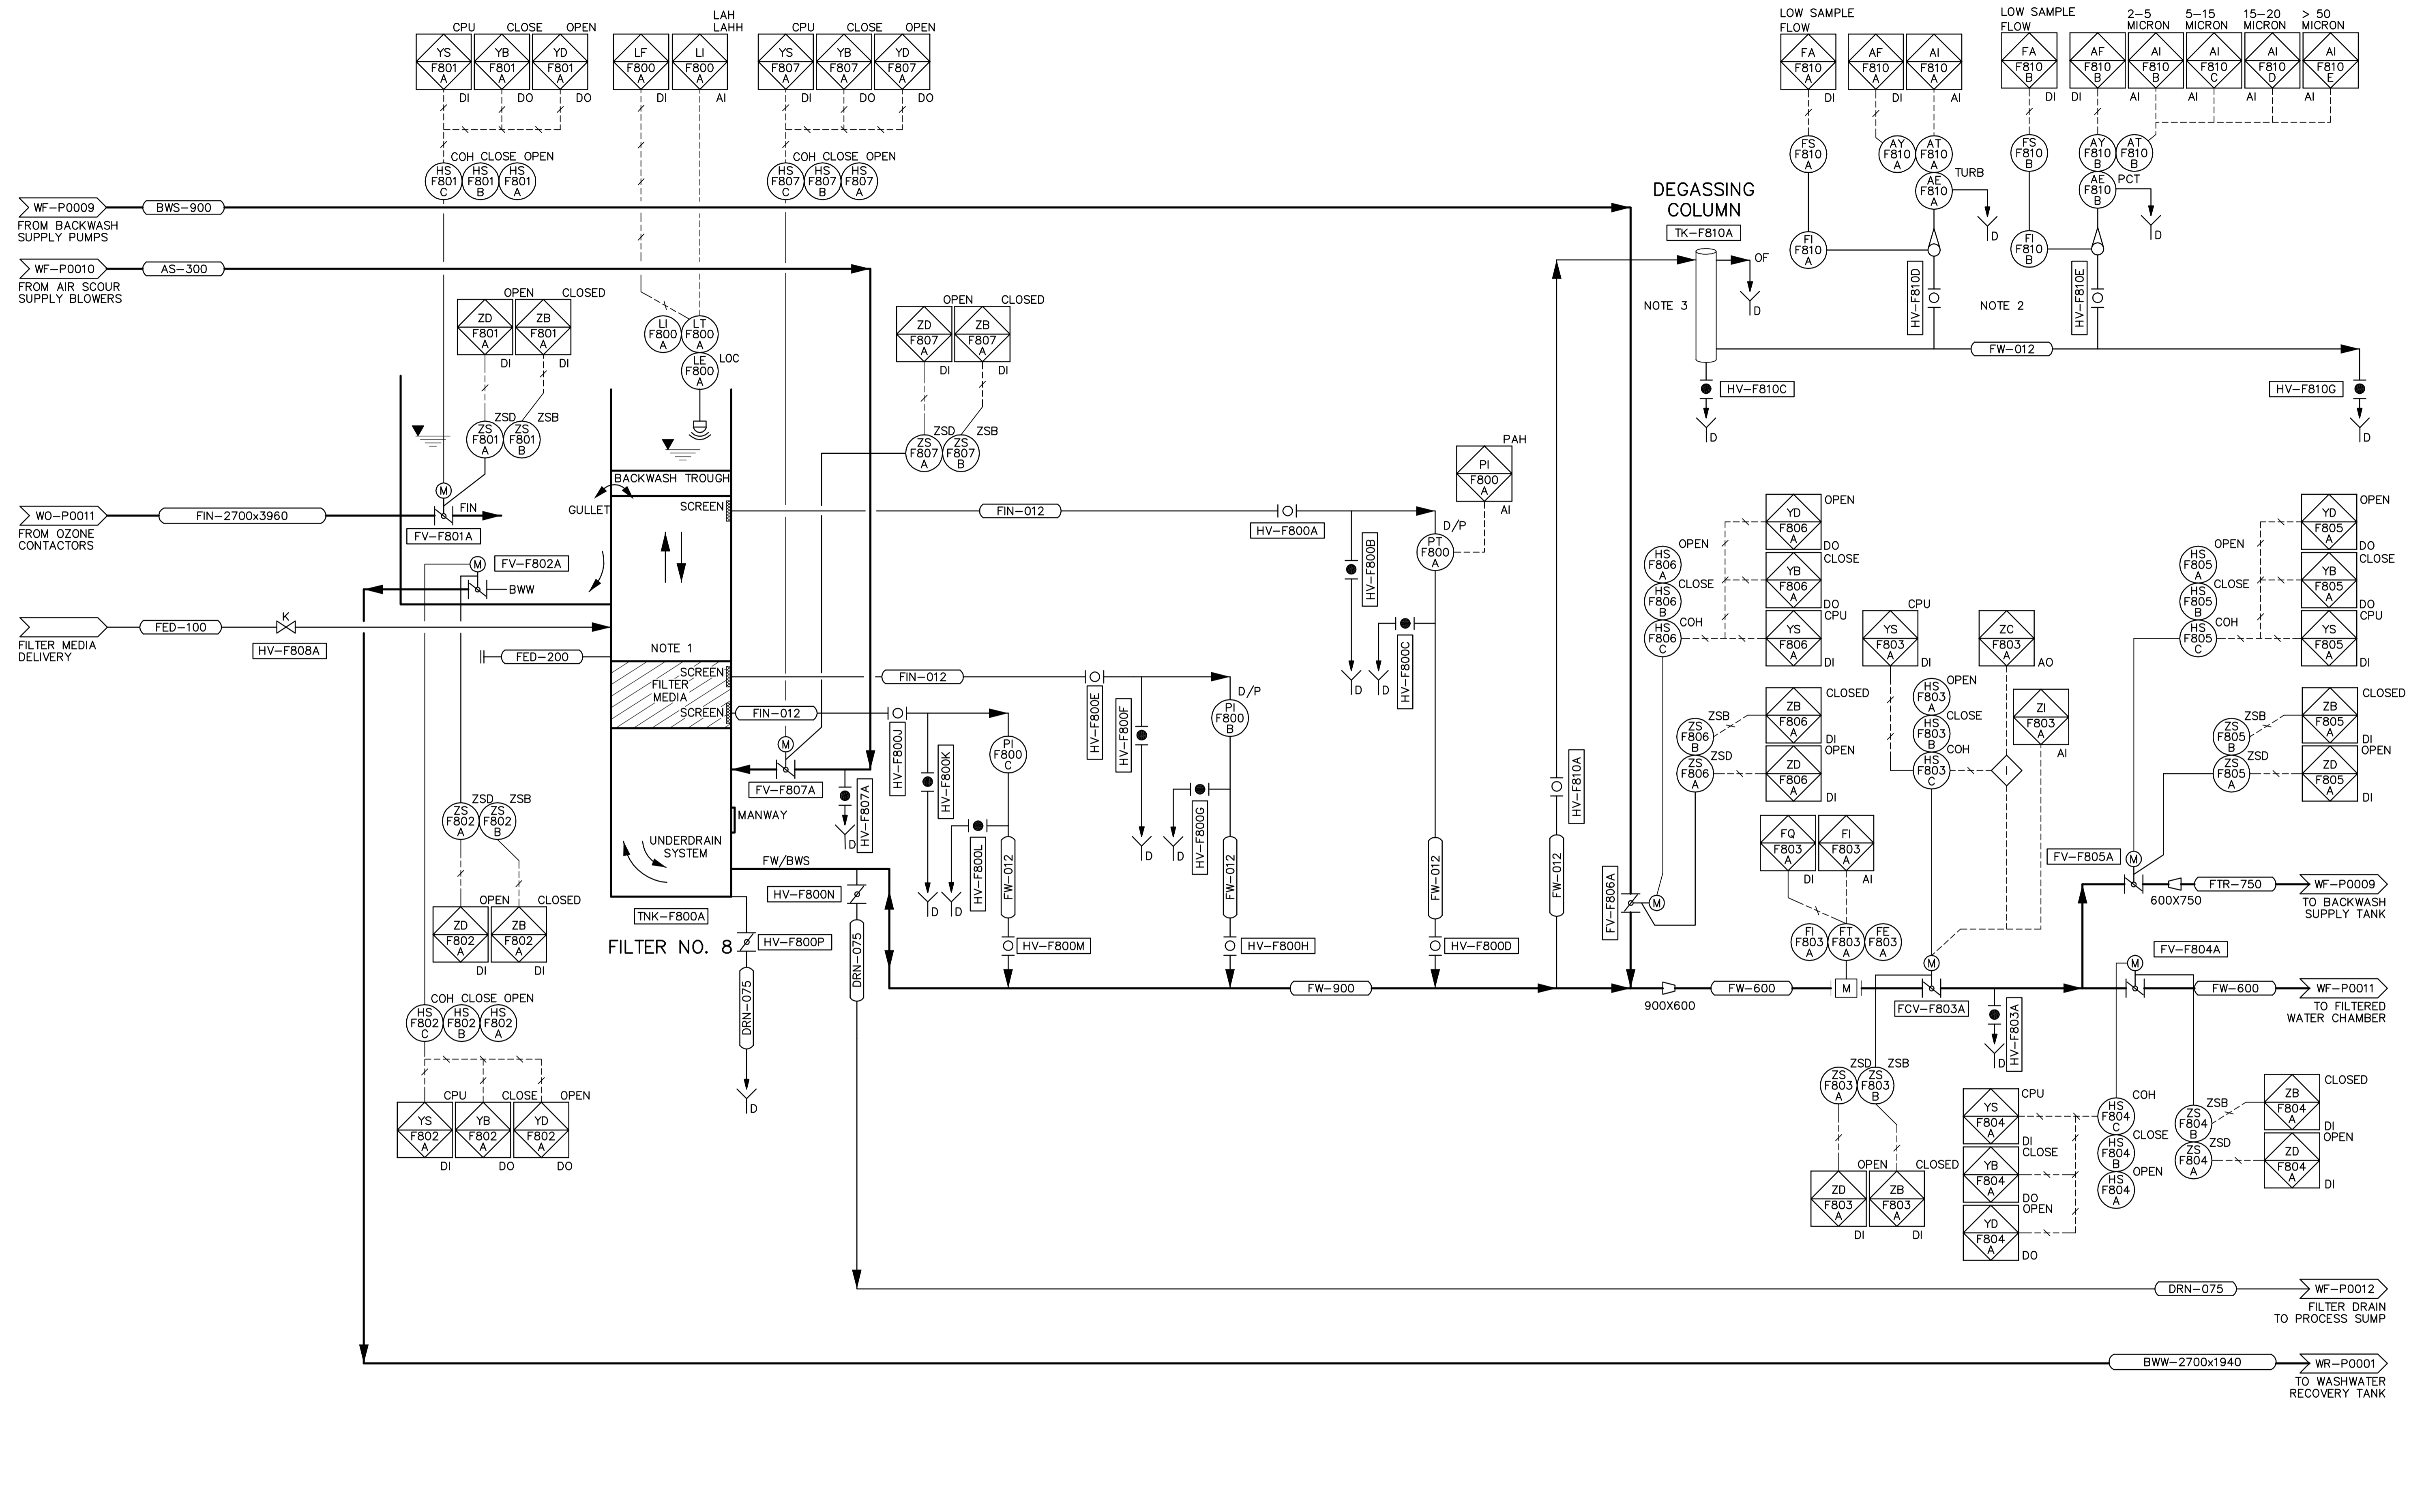 CPU CLOSE OPEN
YS F801 A
YB F801 A
YD F801 A
DI DO DO
COH CLOSE OPEN
HS F801 C
HS F801 B
HS F801 A
LAH
LAHH
LF F800 A
LI F800 A
DI AI
CPU CLOSE OPEN
YS F807 A
YB F807 A
YD F807 A
DI DO DO
COH CLOSE OPEN
HS F807 C
HS F807 B
HS F807 A
LOW SAMPLE
FLOW
FA F810 A
DI
AF F810 A
DI
AI F810 A
AI
FS F810 A
AY F810 A
AT F810 A
AE F810 A
TURB
D
FI F810 A
HV-F810D
LOW SAMPLE
FLOW
FA F810 B
DI
AF F810 B
DI
2-5
MICRON
AI F810 B
AI
5-15
MICRON
AI F810 C
AI
15-20
MICRON
AI F810 D
AI
> 50
MICRON
AI F810 E
AI
FS F810 B
AY F810 B
AT F810 B
AE F810 B
PCT
D
FI F810 B
HV-F810E
NOTE 2
DEGASSING
COLUMN
TK-F810A
OF
D
NOTE 3
FW-012
HV-F810C
D
HV-F810G
D
WF-P0009
BWS-900
FROM BACKWASH
SUPPLY PUMPS
WF-P0010
AS-300
FROM AIR SCOUR
SUPPLY BLOWERS
OPEN CLOSED
ZD F801 A
ZB F801 A
DI DI
ZSD ZSB
ZS F801 A
ZS F801 B
LI F800 A
LT F800 A
LE F800 A
LOC
OPEN CLOSED
ZD F807 A
ZB F807 A
DI DI
ZSD ZSB
ZS F807 A
ZS F807 B
WO-P0011
FIN-2700x3960
FROM OZONE
CONTACTORS
M
FIN
FV-F801A
M
FV-F802A
BWW
GULLET
BACKWASH TROUGH
SCREEN
FIN-012
HV-F800A
HV-F800B
D
PAH
PI F800 A
AI
D/P
PT F800 A
HV-F800C
D
FILTER MEDIA
DELIVERY
FED-100
K
HV-F808A
FED-200
NOTE 1
SCREEN
FILTER
MEDIA
SCREEN
FIN-012
HV-F800E
HV-F800F
D
D/P
PI F800 B
HV-F800G
D
FIN-012
HV-F800J
HV-F800K
D
PI F800 C
HV-F800L
D
M
FV-F807A
HV-F807A
D
MANWAY
UNDERDRAIN
SYSTEM
FW/BWS
TNK-F800A
FILTER NO. 8
HV-F800N
HV-F800P
DRN-075
D
DRN-075
FW-012
HV-F800M
FW-012
HV-F800H
FW-012
HV-F800D
FW-012
HV-F810A
ZSD ZSB
ZS F802 A
ZS F802 B
OPEN CLOSED
ZD F802 A
ZB F802 A
DI DI
COH CLOSE OPEN
HS F802 C
HS F802 B
HS F802 A
CPU CLOSE OPEN
YS F802 A
YB F802 A
YD F802 A
DI DO DO
OPEN
HS F806 A
CLOSE
HS F806 B
COH
HS F806 C
YD F806 A
OPEN
DO
CLOSE
YB F806 A
DO
CPU
YS F806 A
DI
ZSB
ZS F806 B
ZSD
ZS F806 A
ZB F806 A
CLOSED
DI
OPEN
ZD F806 A
DI
FV-F806A
M
CPU
YS F803 A
DI
OPEN
HS F803 A
CLOSE
HS F803 B
COH
HS F803 C
ZC F803 A
AO
ZI F803 A
AI
I
FQ F803 A
DI
FI F803 A
AI
FI F803 A
FT F803 A
FE F803 A
OPEN
HS F805 A
CLOSE
HS F805 B
COH
HS F805 C
YD F805 A
OPEN
DO
CLOSE
YB F805 A
DO
CPU
YS F805 A
DI
ZSB
ZS F805 B
ZSD
ZS F805 A
ZB F805 A
CLOSED
DI
OPEN
ZD F805 A
DI
FV-F805A
M
600X750
FTR-750
WF-P0009
TO BACKWASH
SUPPLY TANK
FW-900
900X600
FW-600
M
M
FCV-F803A
HV-F803A
D
FV-F804A
M
FW-600
WF-P0011
TO FILTERED
WATER CHAMBER
ZSD ZSB
ZS F803 A
ZS F803 B
OPEN CLOSED
ZD F803 A
ZB F803 A
DI DI
CPU
YS F804 A
DI
CLOSE
YB F804 A
DO
OPEN
YD F804 A
DO
COH
HS F804 C
CLOSE
HS F804 B
OPEN
HS F804 A
ZSB
ZS F804 B
ZSD
ZS F804 A
CLOSED
ZB F804 A
DI
OPEN
ZD F804 A
DI
DRN-075
WF-P0012
FILTER DRAIN
TO PROCESS SUMP
BWW-2700x1940
WR-P0001
TO WASHWATER
RECOVERY TANK